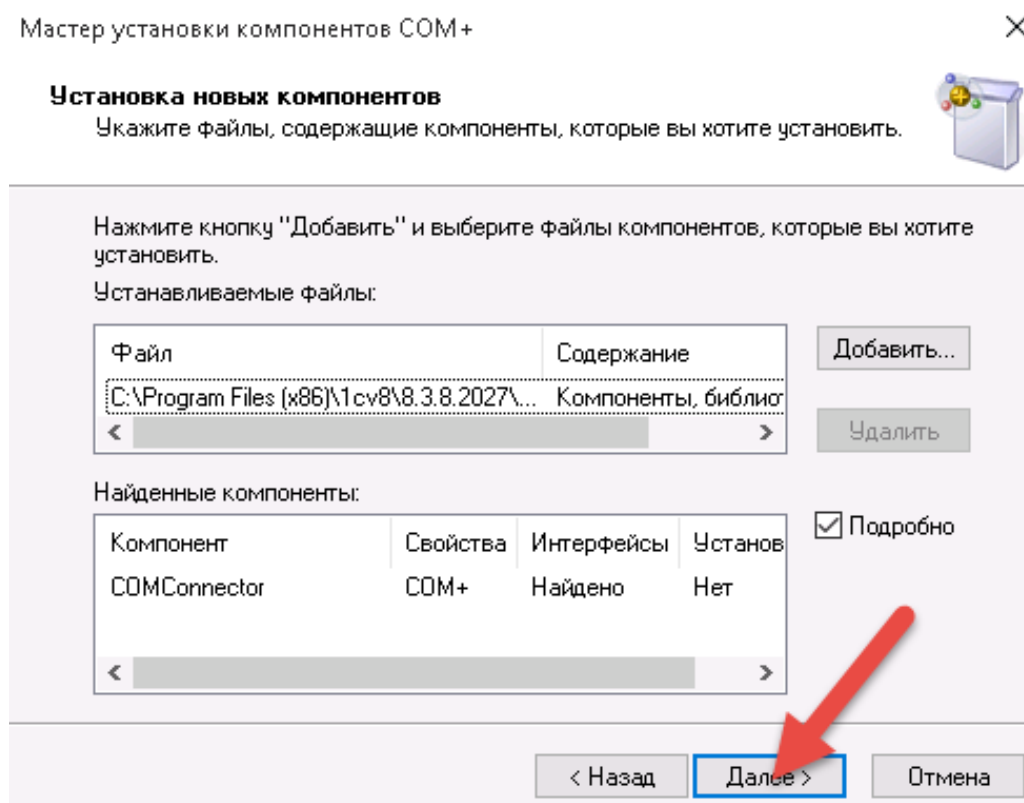 Мастер установки компонентов COM+
Установка новых компонентов
Укажите файлы, содержащие компоненты, которые вы хотите установить.
Нажмите кнопку "Добавить" и выберите файлы компонентов, которые вы хотите
установить.
Устанавливаемые файлы:
Файл Содержание
Добавить...
C:\Program Files (x86)\1cv8\8.3.8.2027\... Компоненты, библиот
Удалить
Найденные компоненты:
Подробно
Компонент Свойства Интерфейсы Установ
COMConnector COM+ Найдено Нет
< Назад Далее > Отмена